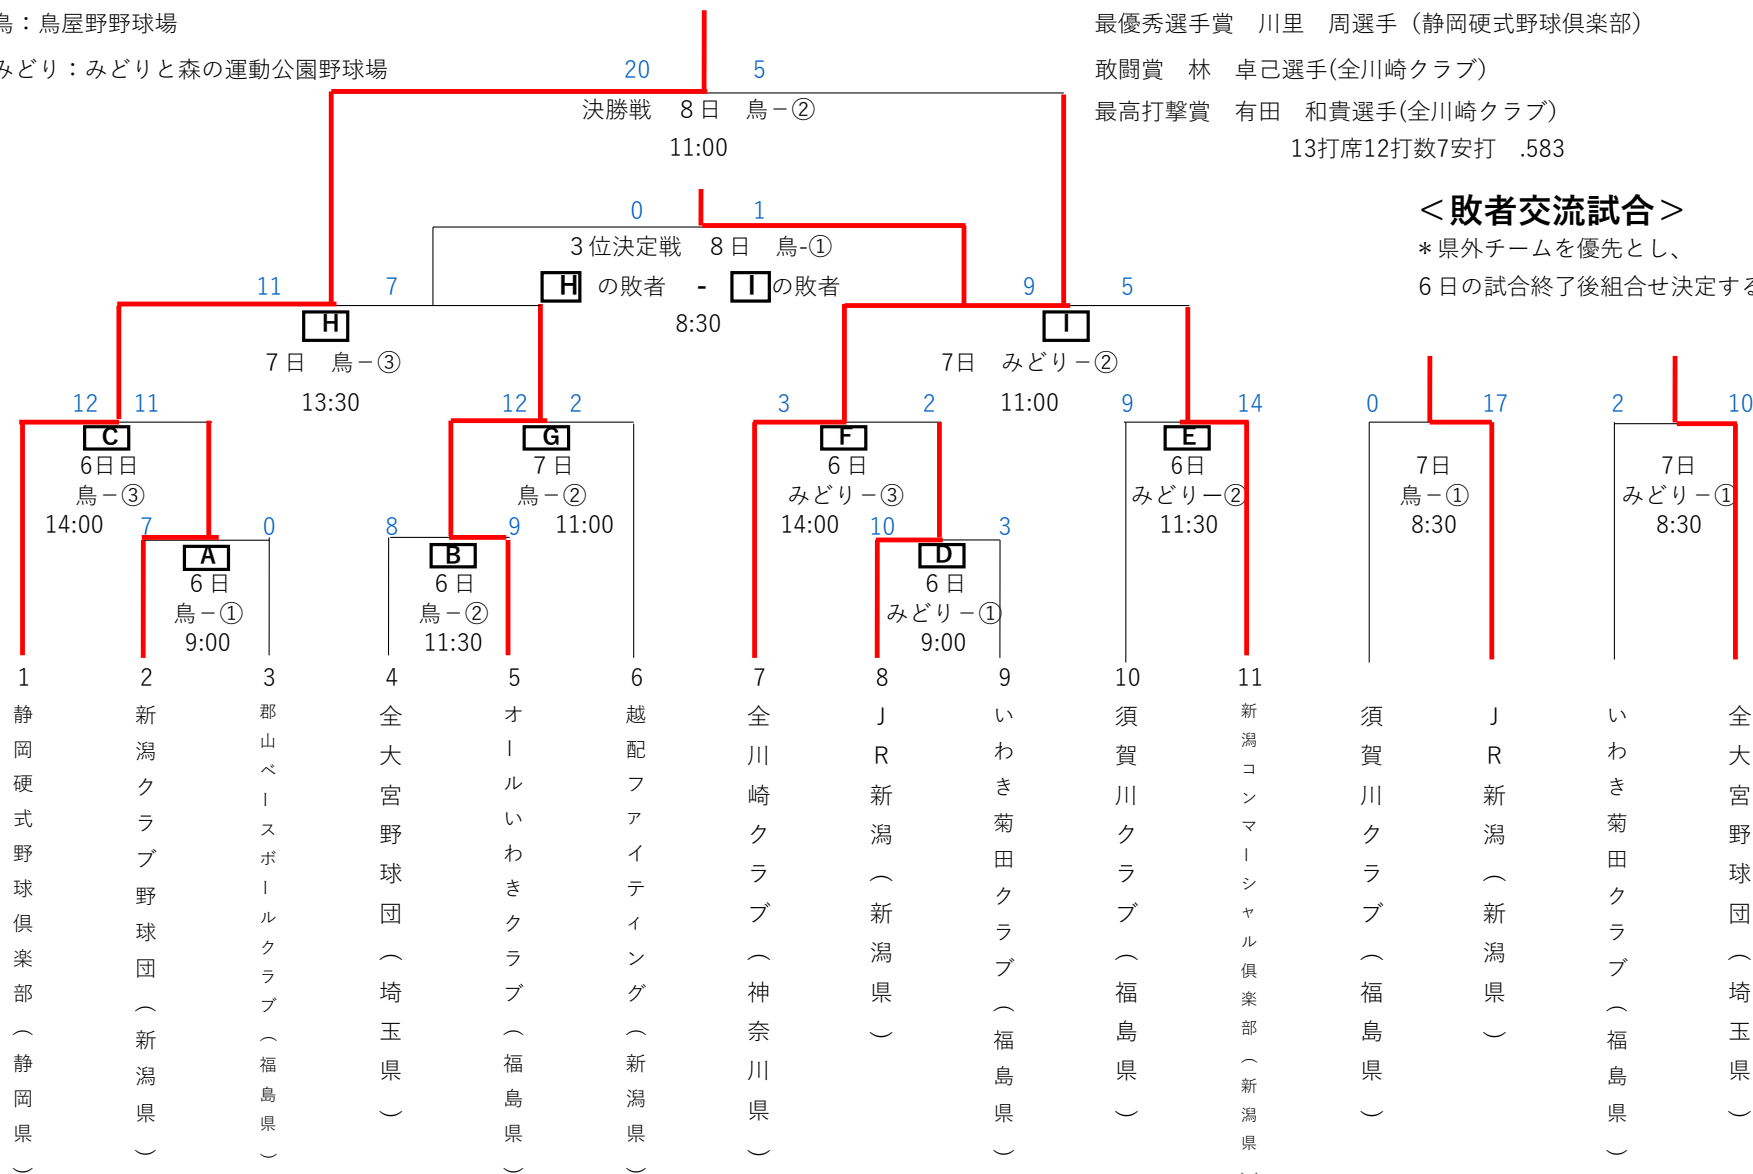 鳥：鳥屋野野球場
みどり：みどりと森の運動公園野球場
最優秀選手賞　川里　周選手（静岡硬式野球倶楽部）
敢闘賞　林　卓己選手(全川崎クラブ）
最高打撃賞　有田　和貴選手(全川崎クラブ）
13打席12打数7安打　.583
20 5
決勝戦　8日　鳥－②
11:00
＜敗者交流試合＞
＊県外チームを優先とし、
6日の試合終了後組合せ決定する
0 1
3位決定戦　8日　鳥-①
H の敗者　-　I の敗者
8:30
11 7
H
7日　鳥－③
13:30
9 5
I
7日　みどり－②
11:00
12 11
C
6日日
鳥－③
14:00
12 2
G
7日
鳥－②
11:00
3 2
F
6日
みどり－③
14:00
9 14
E
6日
みどりー②
11:30
0 17
7日
鳥－①
8:30
2 10
7日
みどり－①
8:30
7 0
A
6日
鳥－①
9:00
8 9
B
6日
鳥－②
11:30
10 3
D
6日
みどり－①
9:00
1 2 3 4 5 6 7 8 9 10 11
静岡硬式野球倶楽部（静岡県）
新潟クラブ野球団（新潟県）
郡山ベースボールクラブ（福島県）
全大宮野球団（埼玉県）
オールいわきクラブ（福島県）
越配ファイティング（新潟県）
全川崎クラブ（神奈川県）
JR新潟（新潟県）
いわき菊田クラブ（福島県）
須賀川クラブ（福島県）
新潟コンマーシャル倶楽部（新潟県）
須賀川クラブ（福島県）
JR新潟（新潟県）
いわき菊田クラブ（福島県）
全大宮野球団（埼玉県）